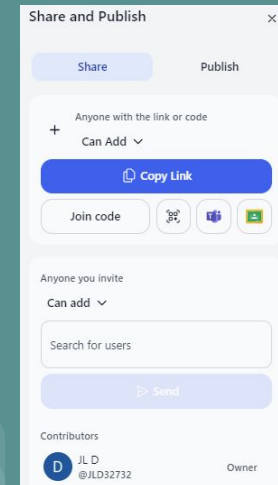 Share and Publish
Share Publish
Anyone with the link or code
Can Add
Copy Link
Join code
Anyone you invite
Can add
Search for users
Send
Contributors
D JL D
@JLD32732 Owner